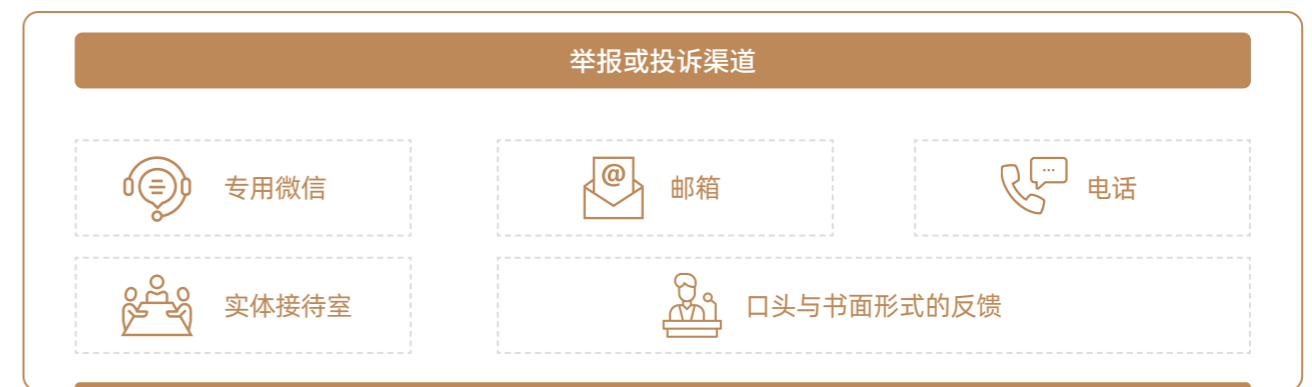 举报或投诉渠道
专用微信
@ 邮箱
电话
实体接待室
口头与书面形式的反馈